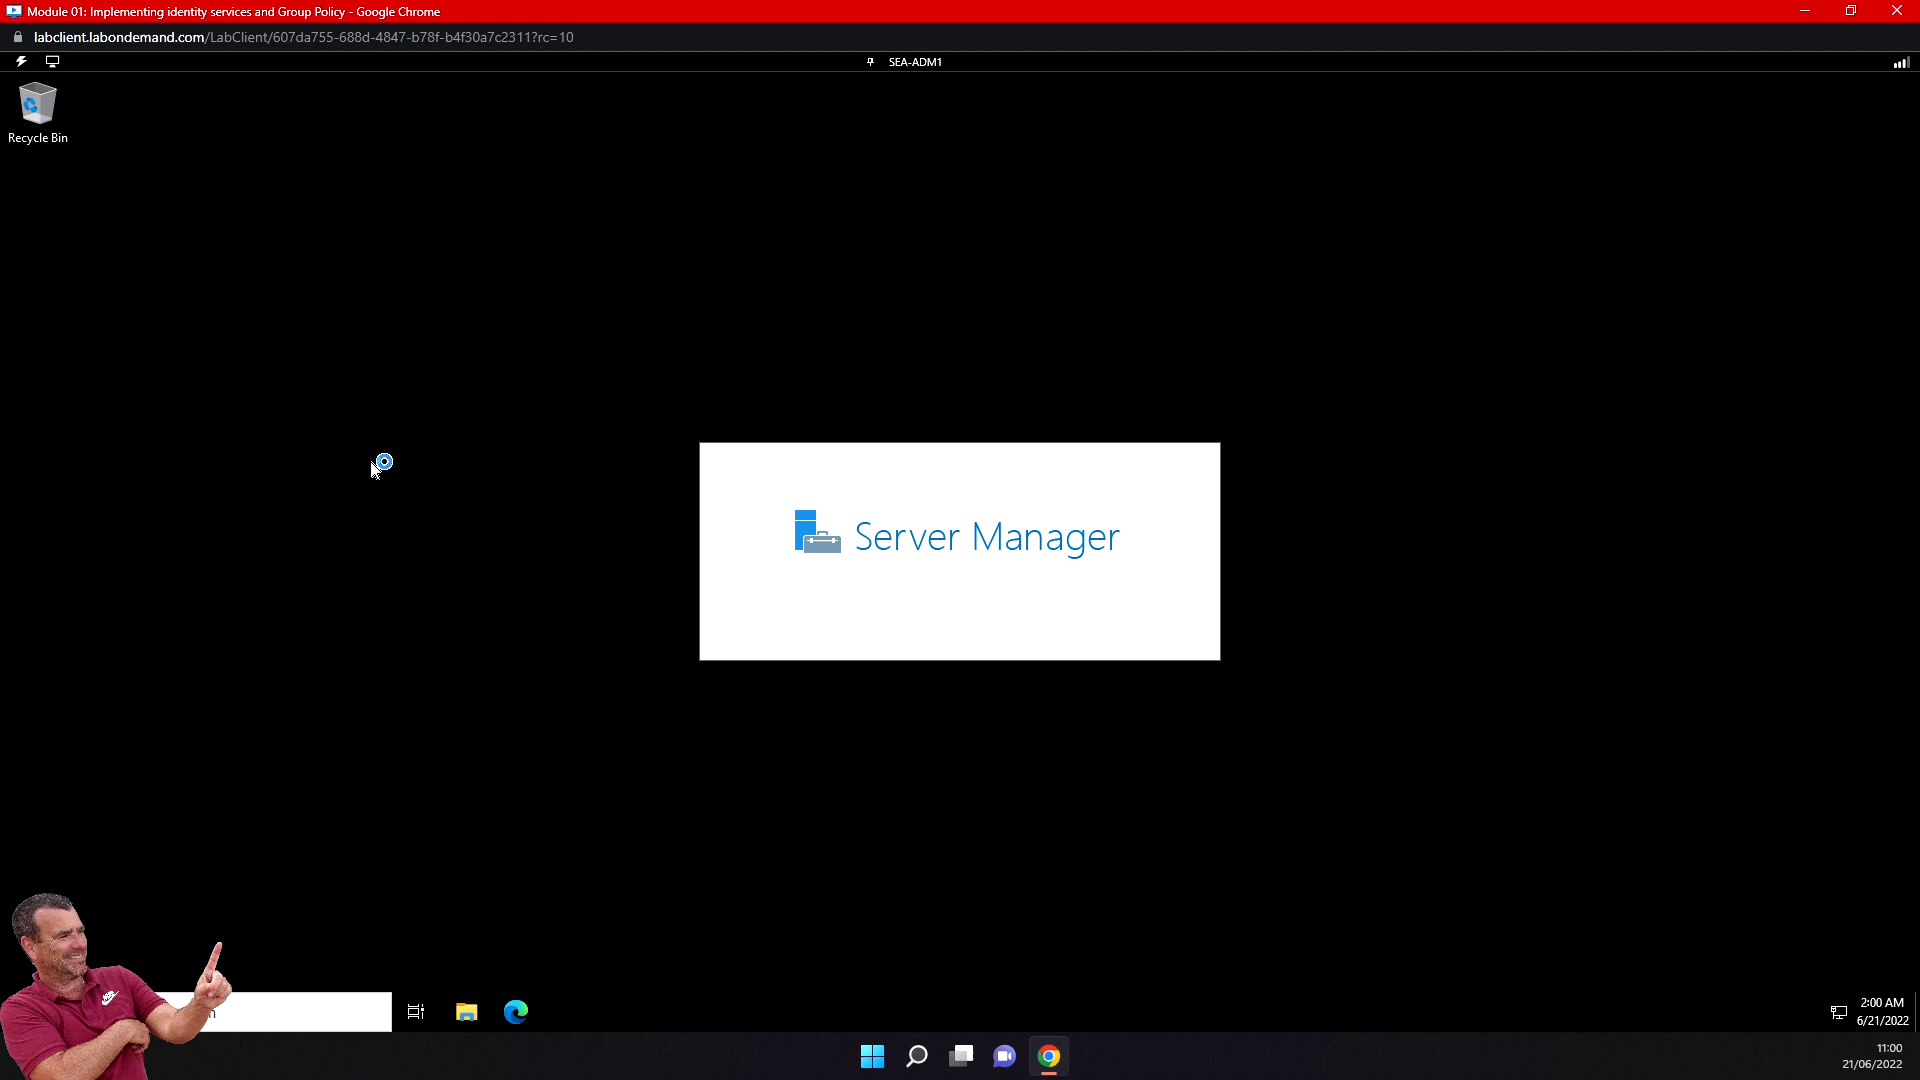 Module 01: Implementing identity services and Group Policy - Google Chrome
labclient.labondemand.com/LabClient/607da755-688d-4847-b78f-b4f30a7c2311?rc=10
SEA-ADM1
Recycle Bin
Server Manager
2:00 AM
6/21/2022
11:00
21/06/2022